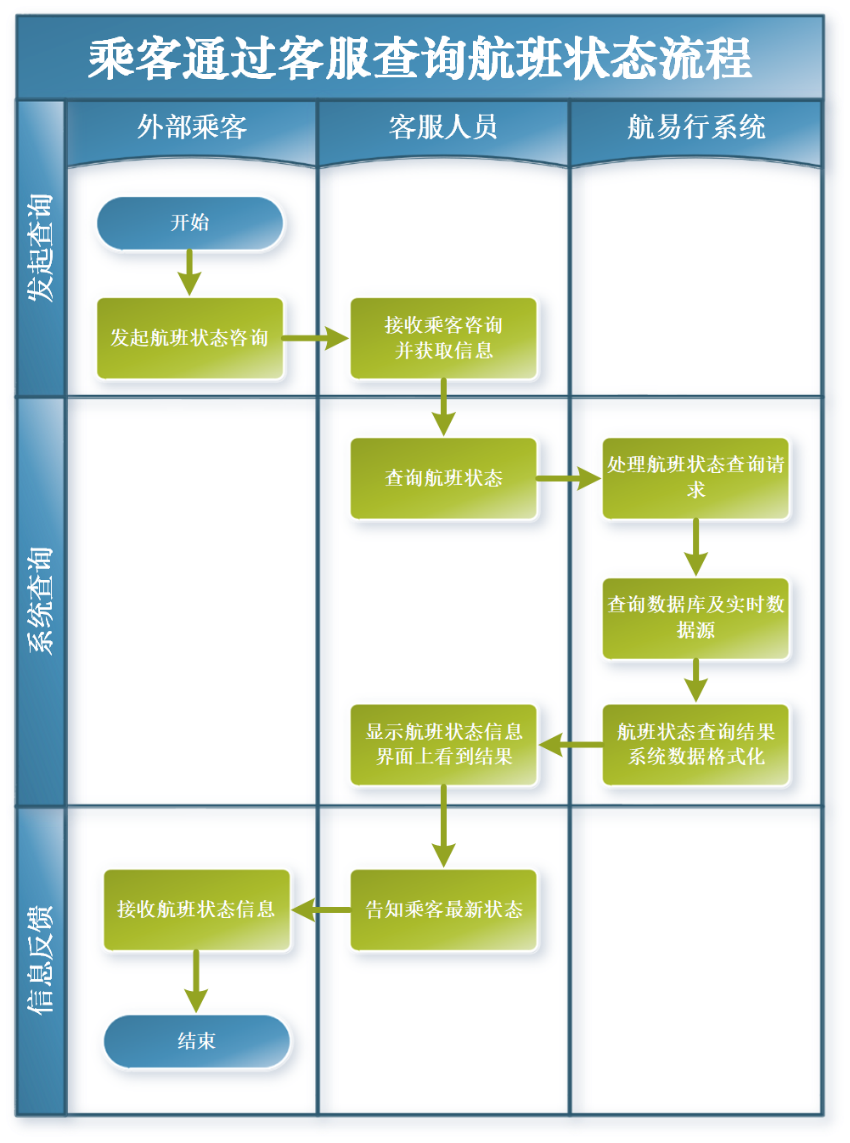 乘客通过客服查询航班状态流程
外部乘客
客服人员
航易行系统
发起查询
开始
发起航班状态咨询
接收乘客咨询
并获取信息
系统查询
查询航班状态
处理航班状态查询请
求
查询数据库及实时数
据源
显示航班状态信息
界面上看到结果
航班状态查询结果
系统数据格式化
信息反馈
接收航班状态信息
告知乘客最新状态
结束